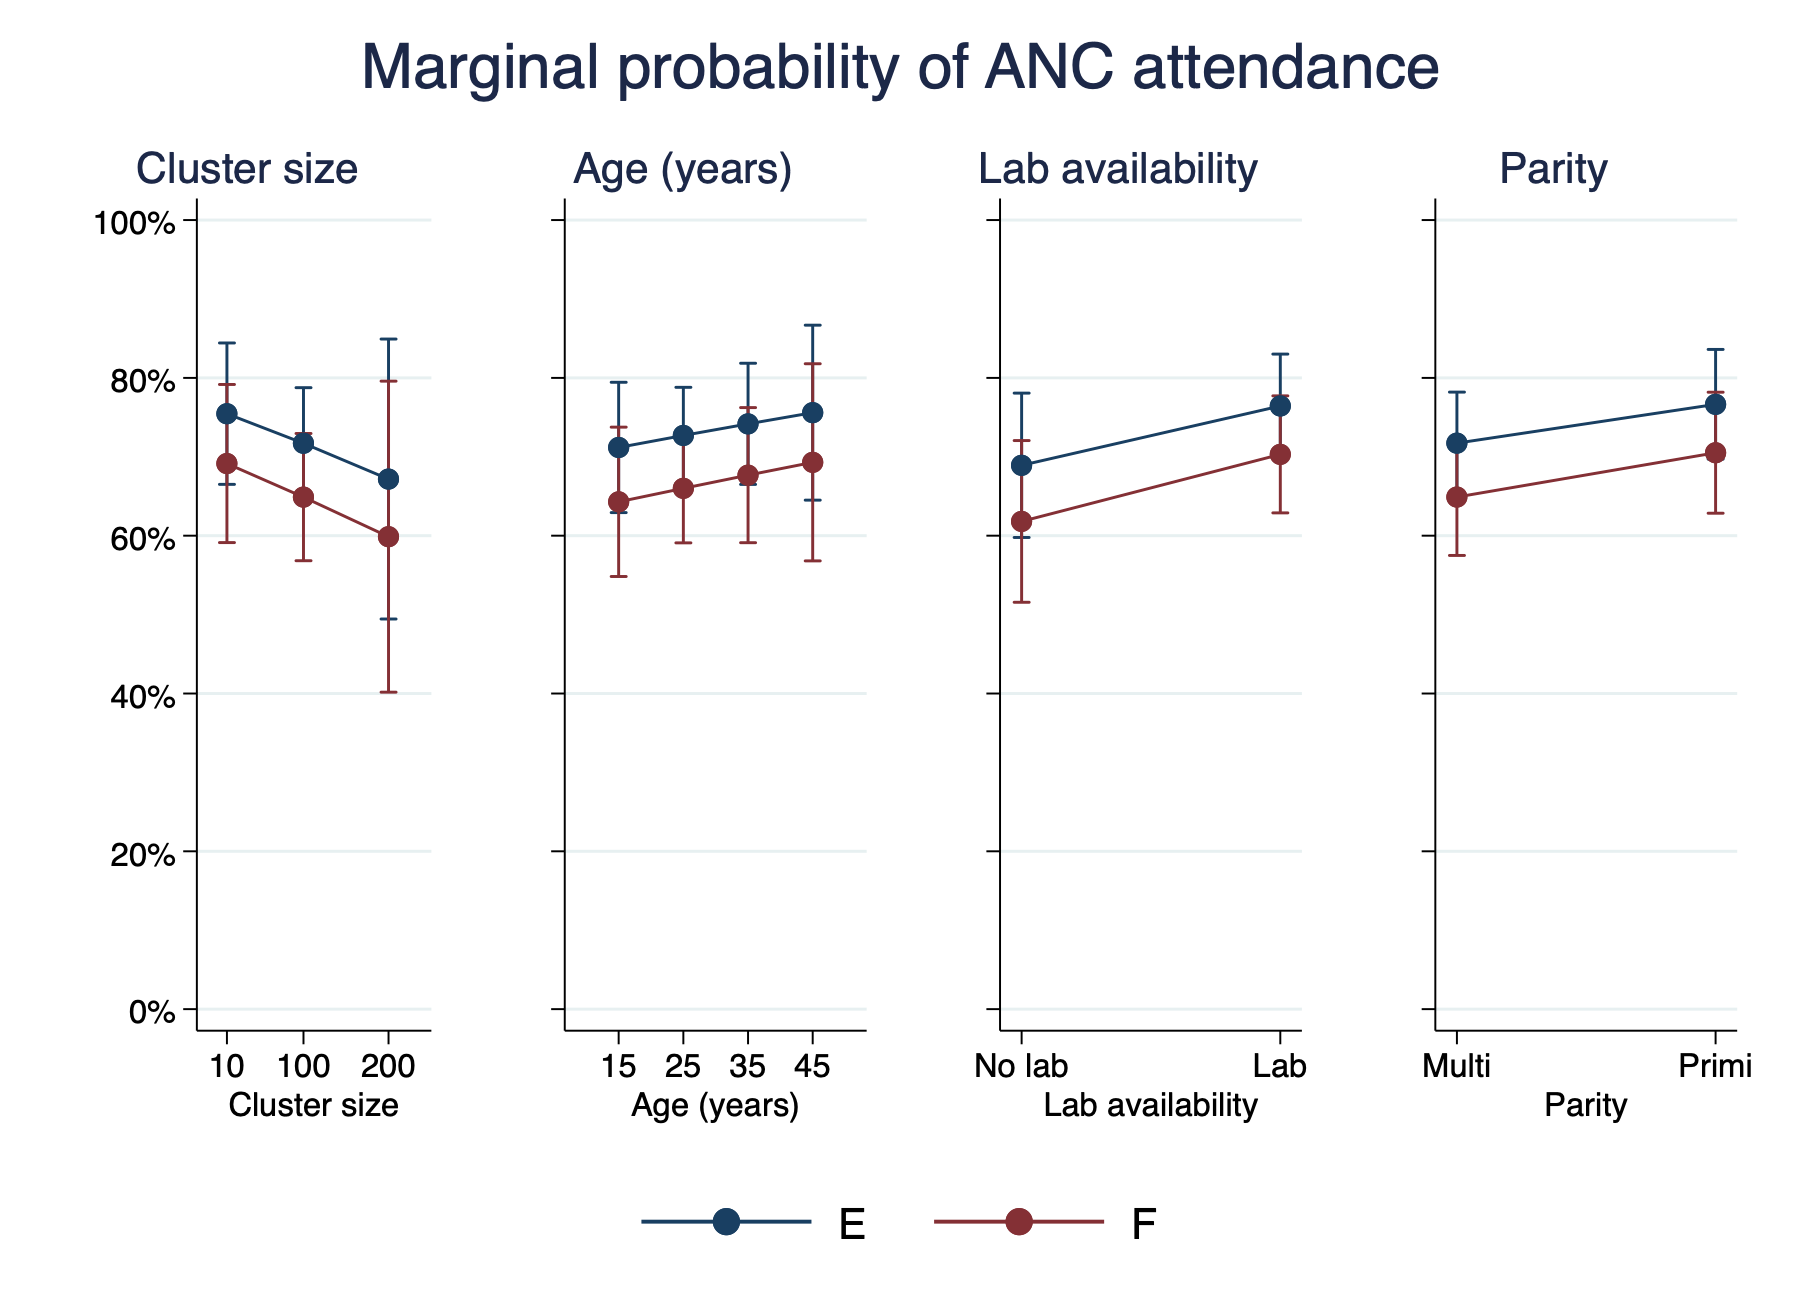 Marginal probability of ANC attendance
Cluster size
100%
80%
60%
40%
20%
0%
10 100 200
Cluster size
Age (years)
15 25 35 45
Age (years)
Lab availability
No lab Lab
Lab availability
Parity
Multi Primi
Parity
E F